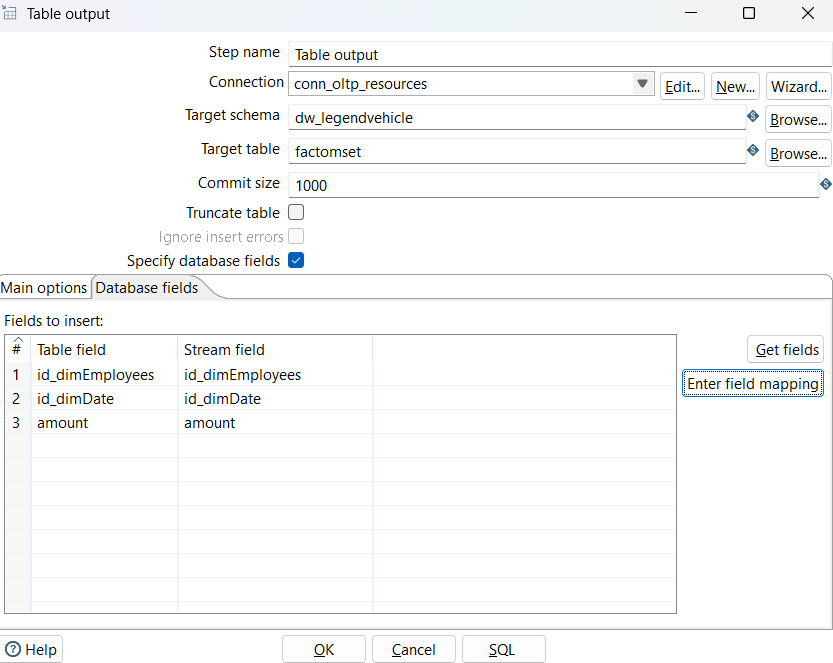 Table output
Step name Table output
Connection conn_oltp_resources Edit... New... Wizard...
Target schema dw_legendvehicle Browse...
Target table factomset Browse...
Commit size 1000
Truncate table
Ignore insert errors
Specify database fields
Main options Database fields
Fields to insert:
# Table field Stream field
Get fields
1 id_dimEmployees id_dimEmployees
Enter field mapping
2 id_dimDate id_dimDate
3 amount amount
Help OK Cancel SQL